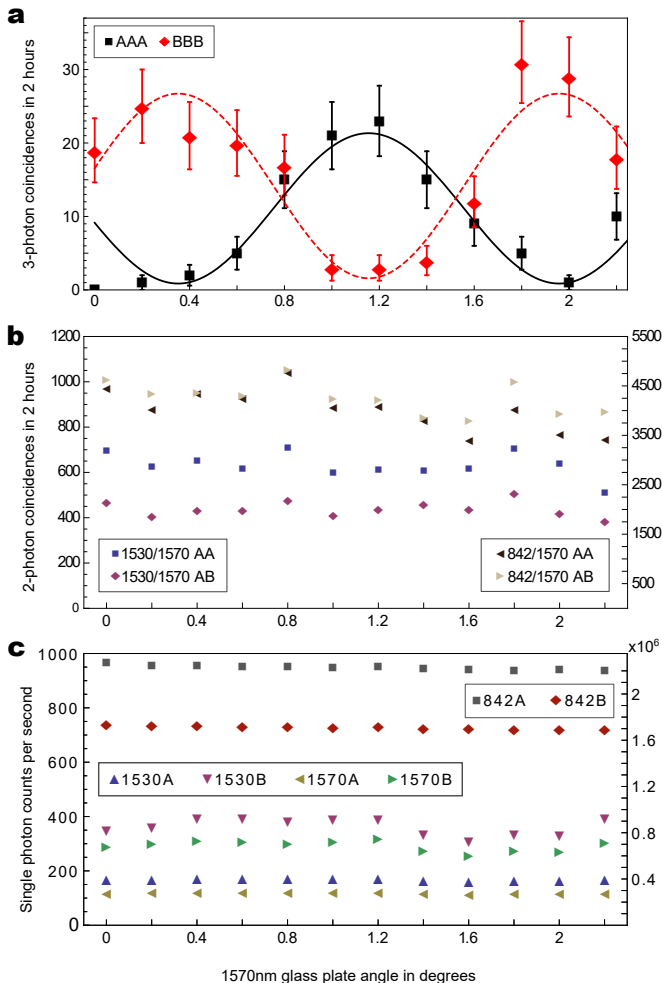 a
AAA BBB
3-photon coincidences in 2 hours
30
20
10
0
0 0.4 0.8 1.2 1.6 2
b
2-photon coincidences in 2 hours
1200
1000
800
600
400
200
0
5500
4500
3500
2500
1500
500
1530/1570 AA
1530/1570 AB
842/1570 AA
842/1570 AB
0 0.4 0.8 1.2 1.6 2
c
Single photon counts per second
1000
800
600
400
200
0
x10⁶
2
1.6
1.2
0.8
0.4
842A 842B
1530A 1530B 1570A 1570B
0 0.4 0.8 1.2 1.6 2
1570nm glass plate angle in degrees